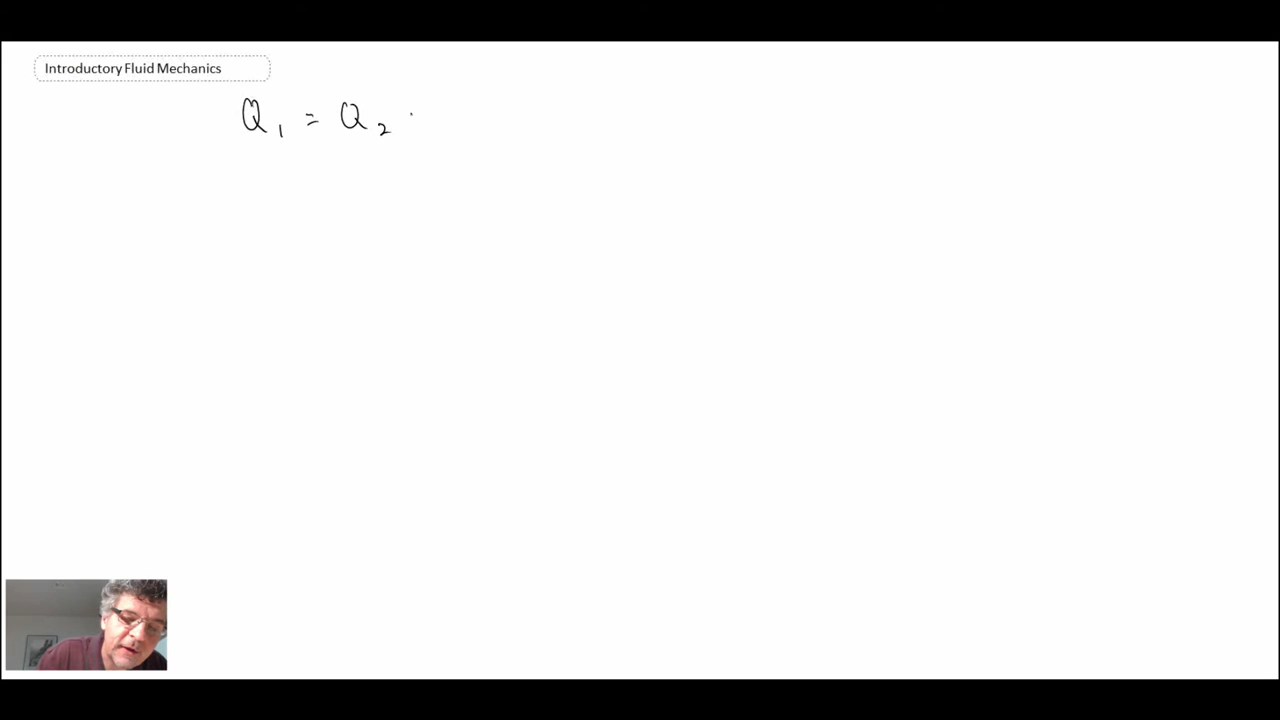 Introductory Fluid Mechanics
Q₁ = Q₂